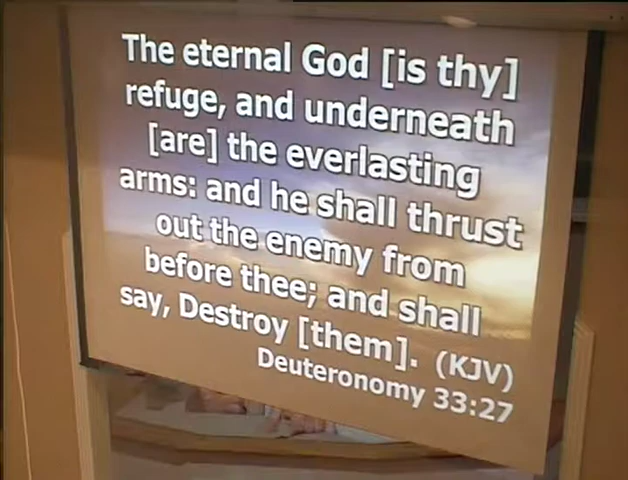 The eternal God [is thy]
refuge, and underneath
[are] the everlasting
arms: and he shall thrust
out the enemy from
before thee; and shall
say, Destroy [them]. (KJV)
Deuteronomy 33:27